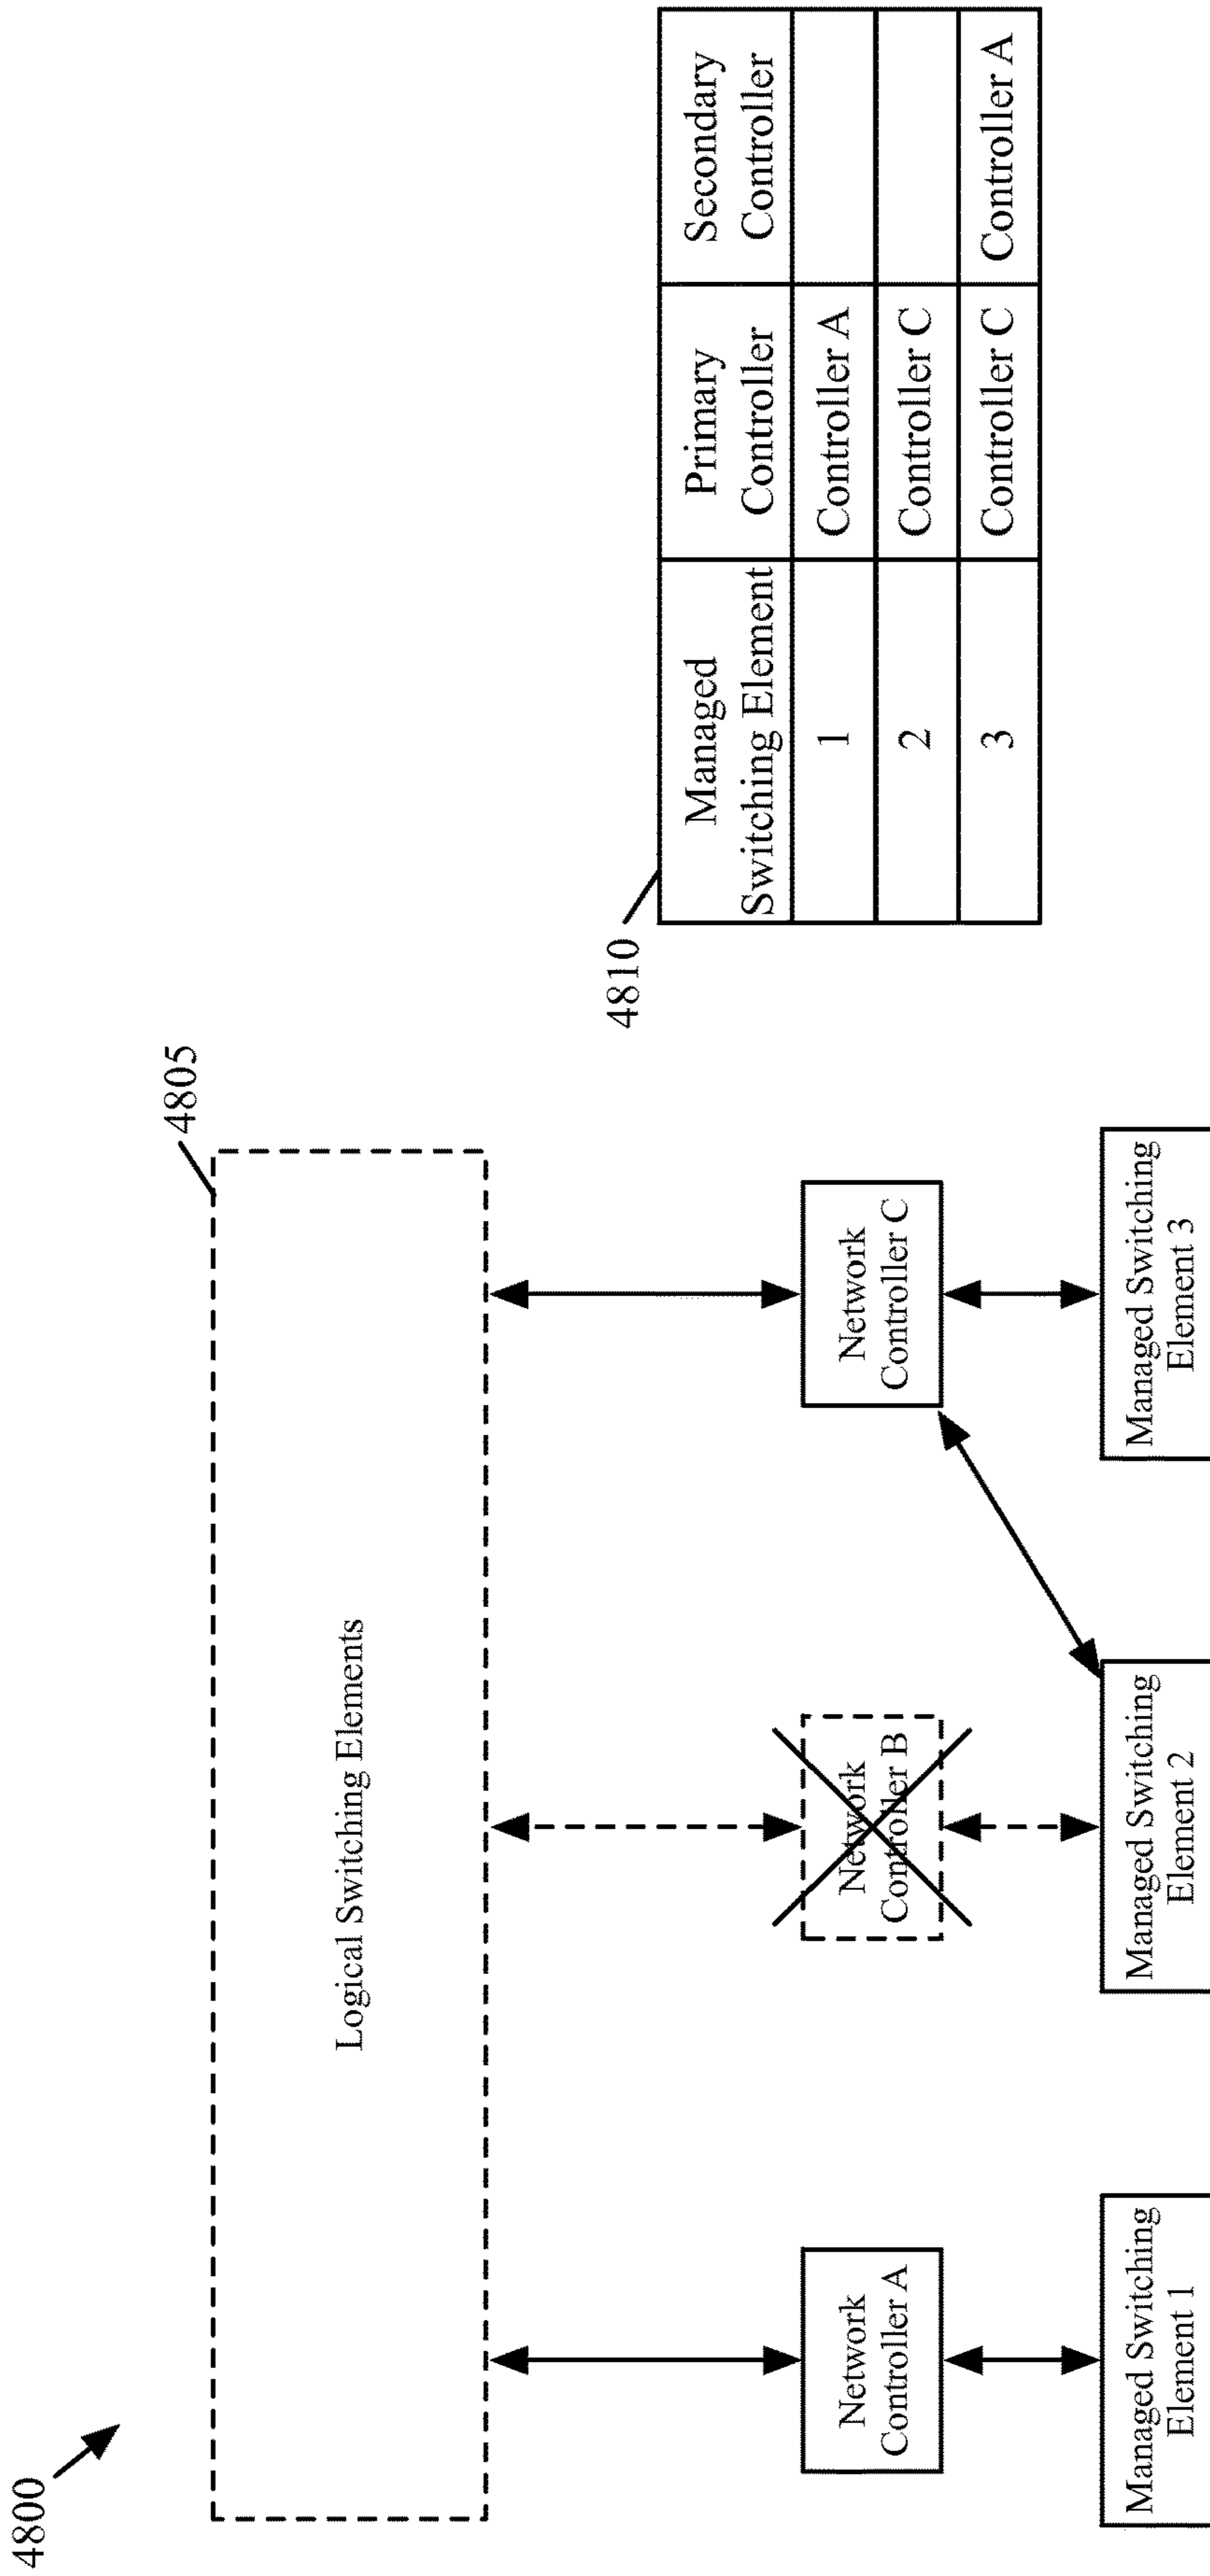 4800
4805
Logical Switching Elements
Network
Controller A
Network
Controller B
Network
Controller C
Managed Switching
Element 1
Managed Switching
Element 2
Managed Switching
Element 3
4810
Managed
Switching Element
Primary
Controller
Secondary
Controller
1
Controller A
2
Controller C
3
Controller C
Controller A